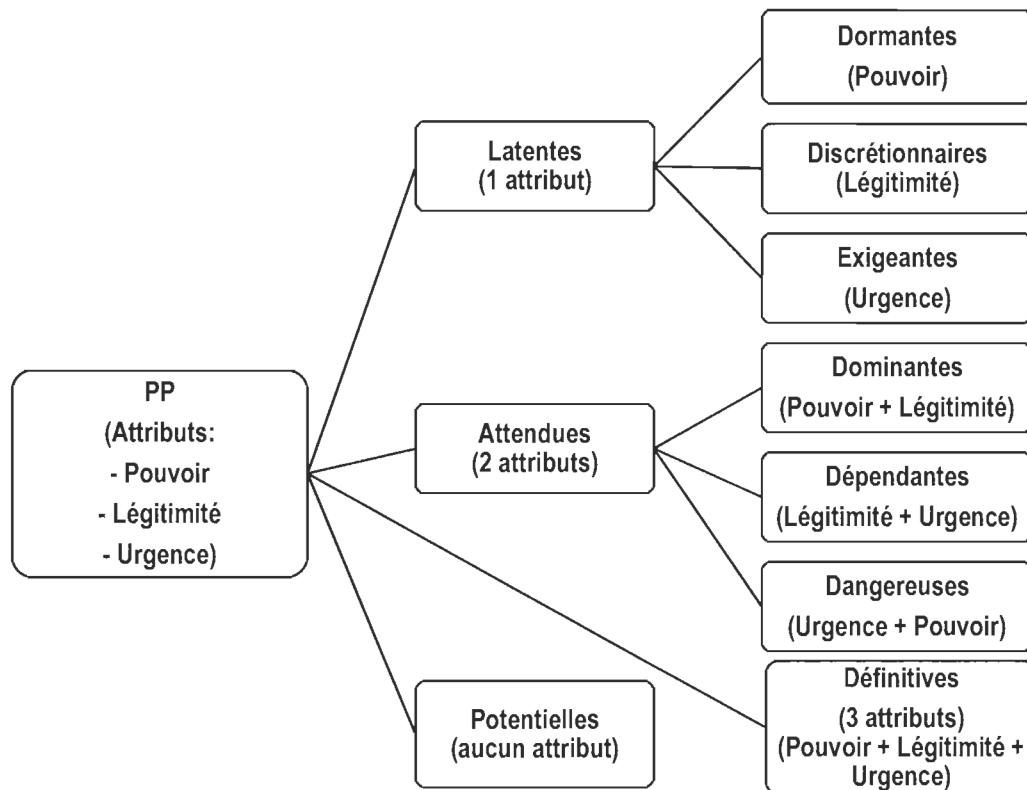 PP
(Attributs:
- Pouvoir
- Légitimité
- Urgence)
Latentes
(1 attribut)
Attendues
(2 attributs)
Potentielles
(aucun attribut)
Dormantes
(Pouvoir)
Discrétionnaires
(Légitimité)
Exigeantes
(Urgence)
Dominantes
(Pouvoir + Légitimité)
Dépendantes
(Légitimité + Urgence)
Dangereuses
(Urgence + Pouvoir)
Définitives
(3 attributs)
(Pouvoir + Légitimité +
Urgence)